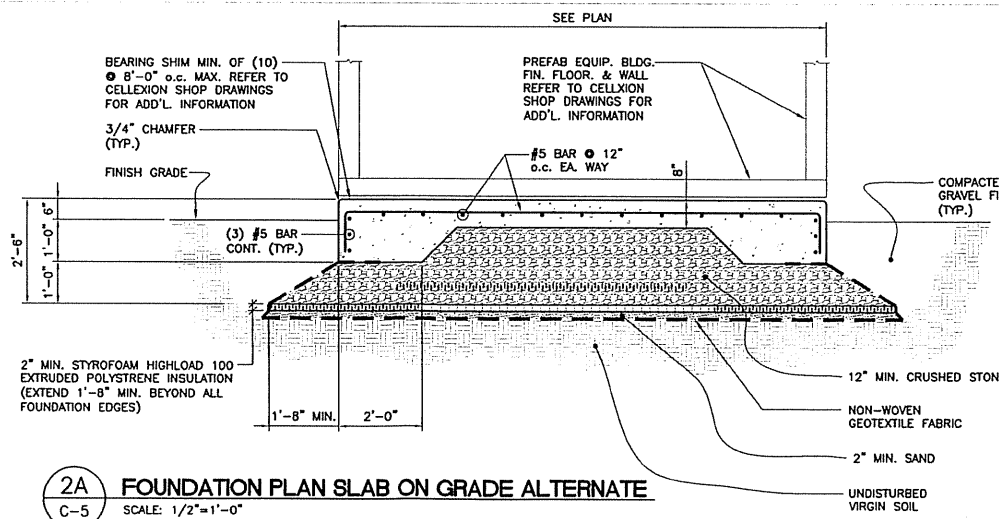 SEE PLAN
BEARING SHIM MIN. OF (10)
@ 8'-0" o.c. MAX. REFER TO
CELLEXION SHOP DRAWINGS
FOR ADD'L. INFORMATION
PREFAB EQUIP. BLDG.
FIN. FLOOR. & WALL
REFER TO CELLXION
SHOP DRAWINGS FOR
ADD'L. INFORMATION
3/4" CHAMFER
(TYP.)
#5 BAR @ 12"
o.c. EA. WAY
8"
FINISH GRADE
COMPACTE
GRAVEL FI
(TYP.)
2'-6"
6"
1'-0"
1'-0"
(3) #5 BAR
CONT. (TYP.)
2" MIN. STYROFOAM HIGHLOAD 100
EXTRUDED POLYSTRENE INSULATION
(EXTEND 1'-8" MIN. BEYOND ALL
FOUNDATION EDGES)
1'-8" MIN.
2'-0"
12" MIN. CRUSHED STON
NON-WOVEN
GEOTEXTILE FABRIC
2" MIN. SAND
UNDISTURBED
VIRGIN SOIL
2A
C-5
FOUNDATION PLAN SLAB ON GRADE ALTERNATE
SCALE: 1/2"=1'-0"